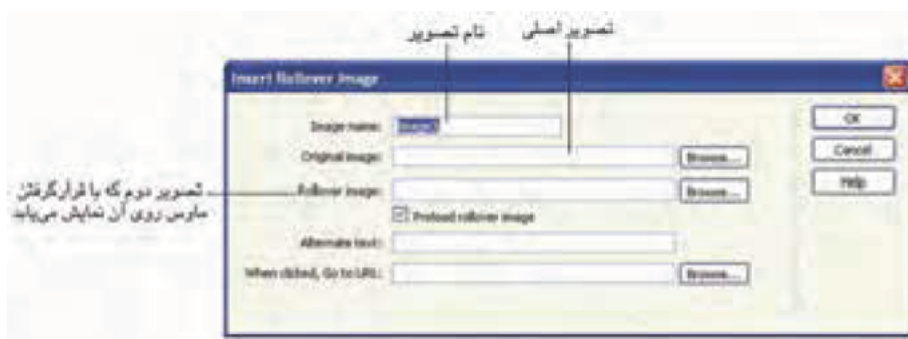 تصویر اصلی
نام تصویر
Insert Rollover Image
Image name:
OK
Original image:
Browse...
Cancel
تصویر دوم که با قرارگرفتن
ماوس روی آن نمایش می‌یابد
Rollover image:
Browse...
Help
Preload rollover image
Alternate text:
When clicked, Go to URL:
Browse...